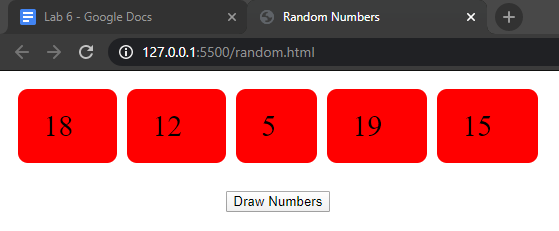 Lab 6 - Google Docs
Random Numbers
127.0.0.1:5500/random.html
18 12 5 19 15
Draw Numbers